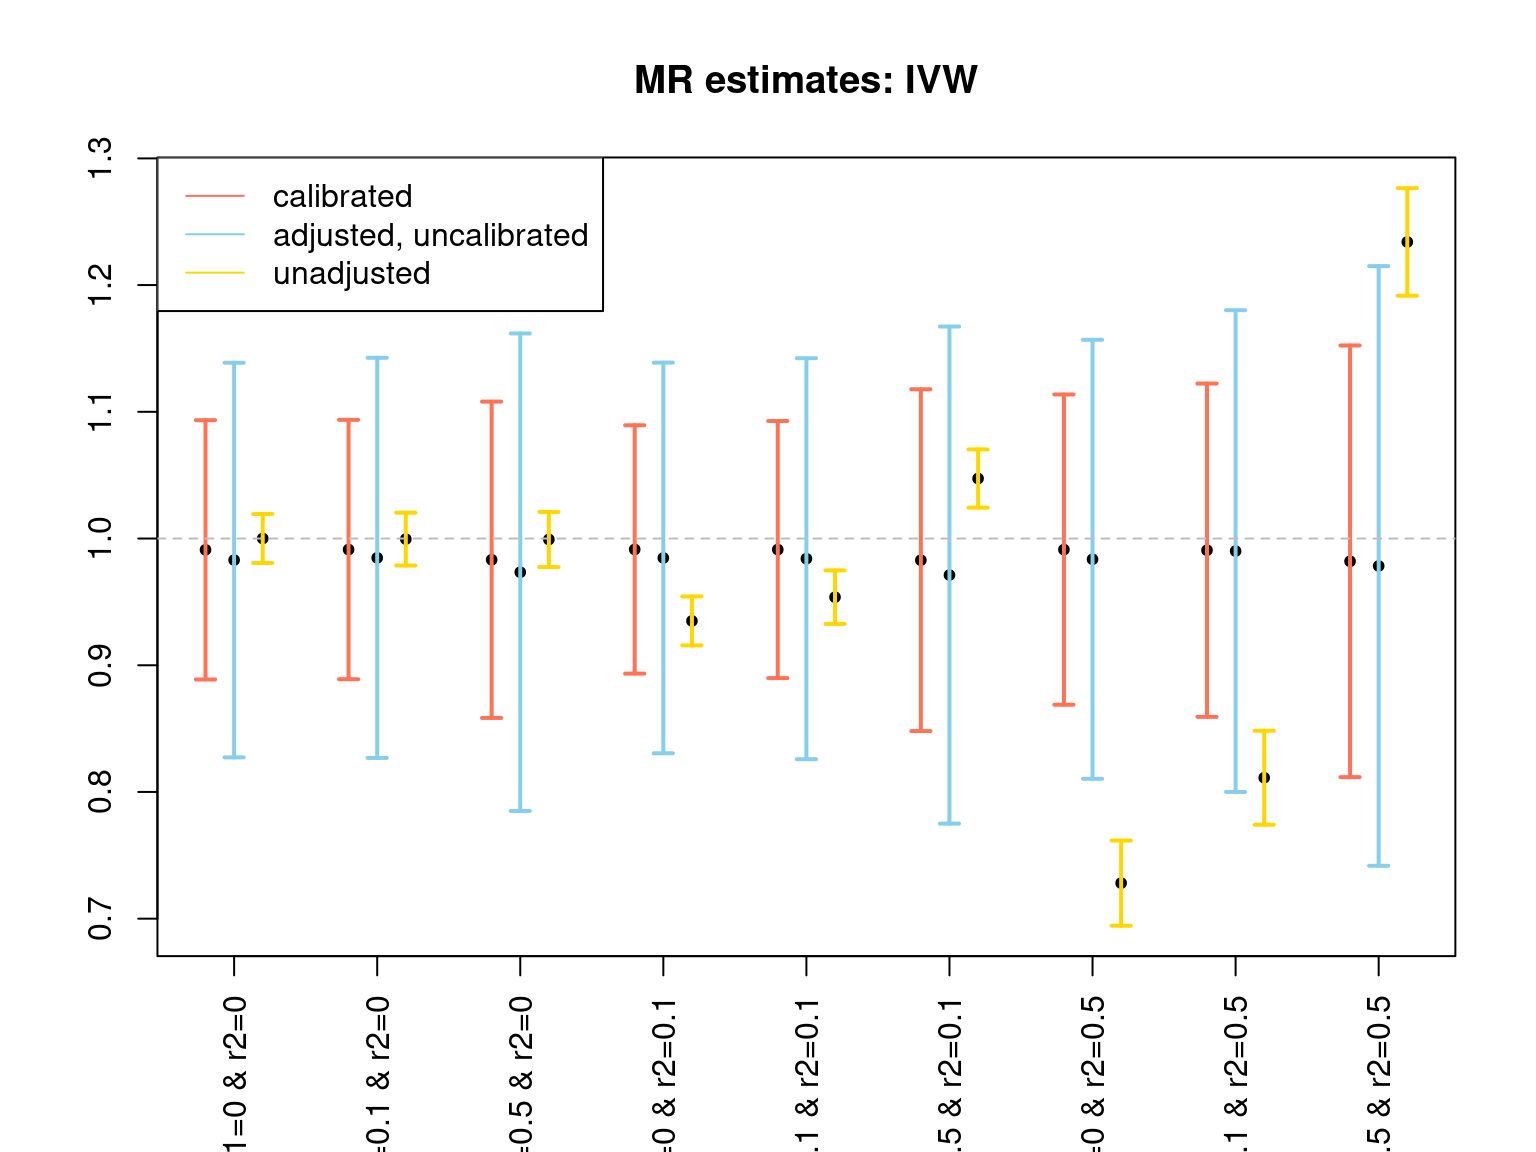 MR estimates: IVW
1.3
1.2
1.1
1.0
0.9
0.8
0.7
calibrated
adjusted, uncalibrated
unadjusted
1=0 & r2=0
=0.1 & r2=0
=0.5 & r2=0
=0 & r2=0.1
.1 & r2=0.1
.5 & r2=0.1
=0 & r2=0.5
.1 & r2=0.5
.5 & r2=0.5